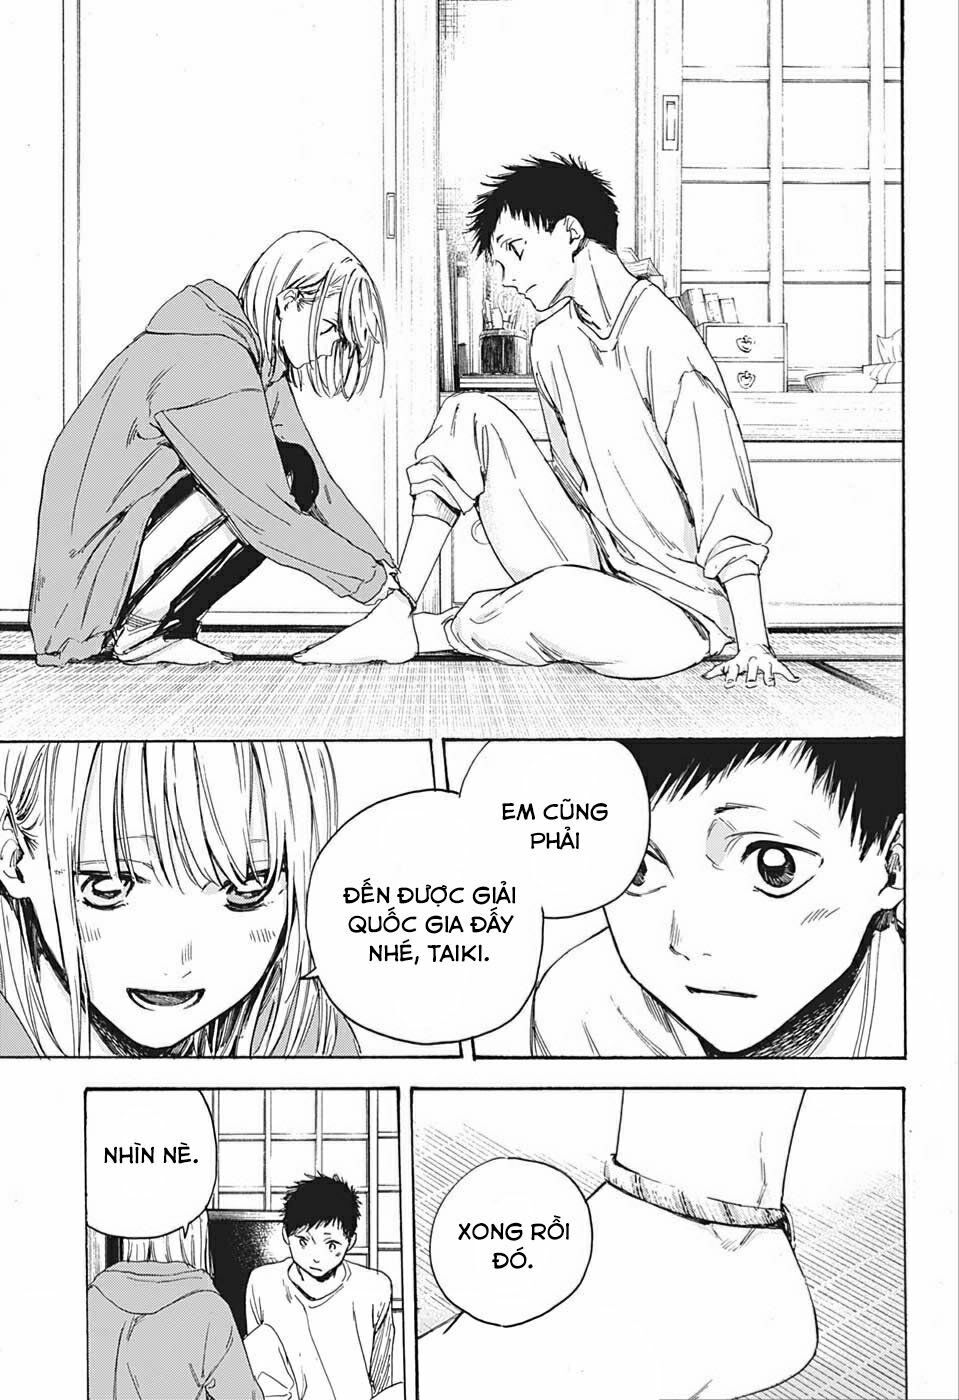 EM CŨNG
PHẢI
ĐẾN ĐƯỢC GIẢI
QUỐC GIA ĐẤY
NHÉ, TAIKI.
XONG RỒI
ĐÓ.
NHÌN NÈ.